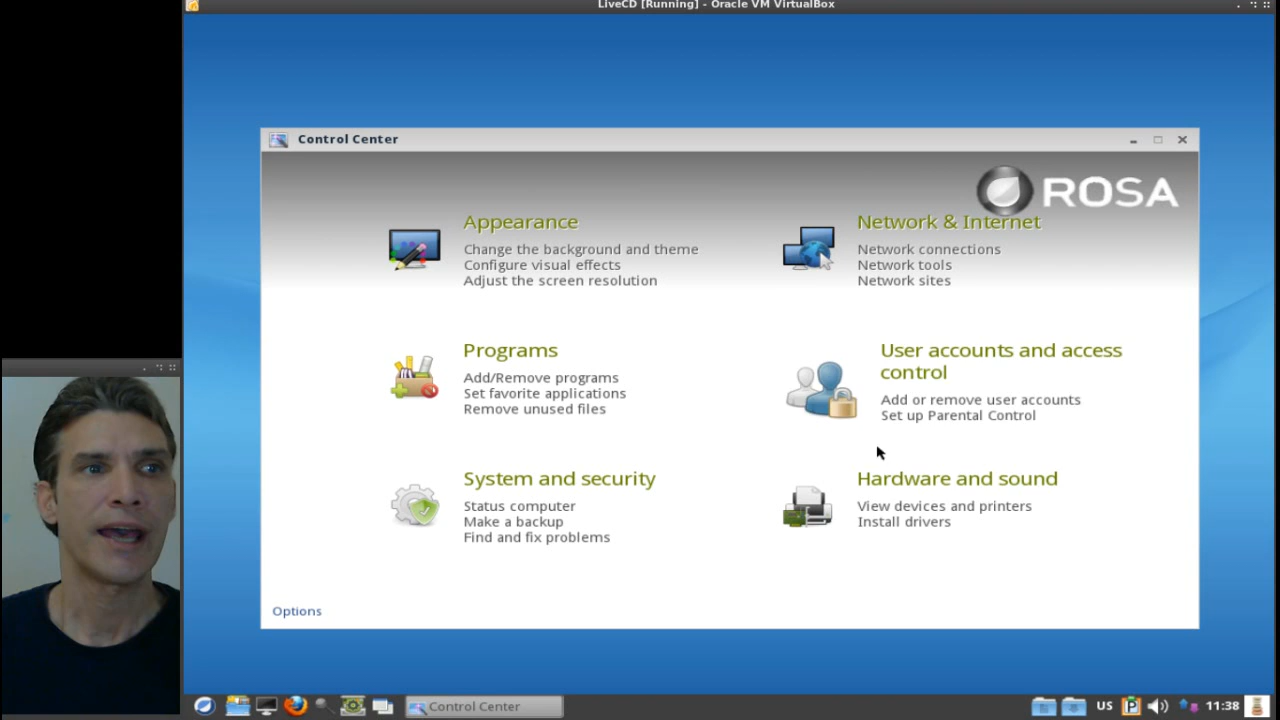 LiveCD [Running] - Oracle VM VirtualBox
Control Center
ROSA
Appearance
Change the background and theme
Configure visual effects
Adjust the screen resolution
Network & Internet
Network connections
Network tools
Network sites
Programs
Add/Remove programs
Set favorite applications
Remove unused files
User accounts and access
control
Add or remove user accounts
Set up Parental Control
System and security
Status computer
Make a backup
Find and fix problems
Hardware and sound
View devices and printers
Install drivers
Options
Control Center
US
P
11:38